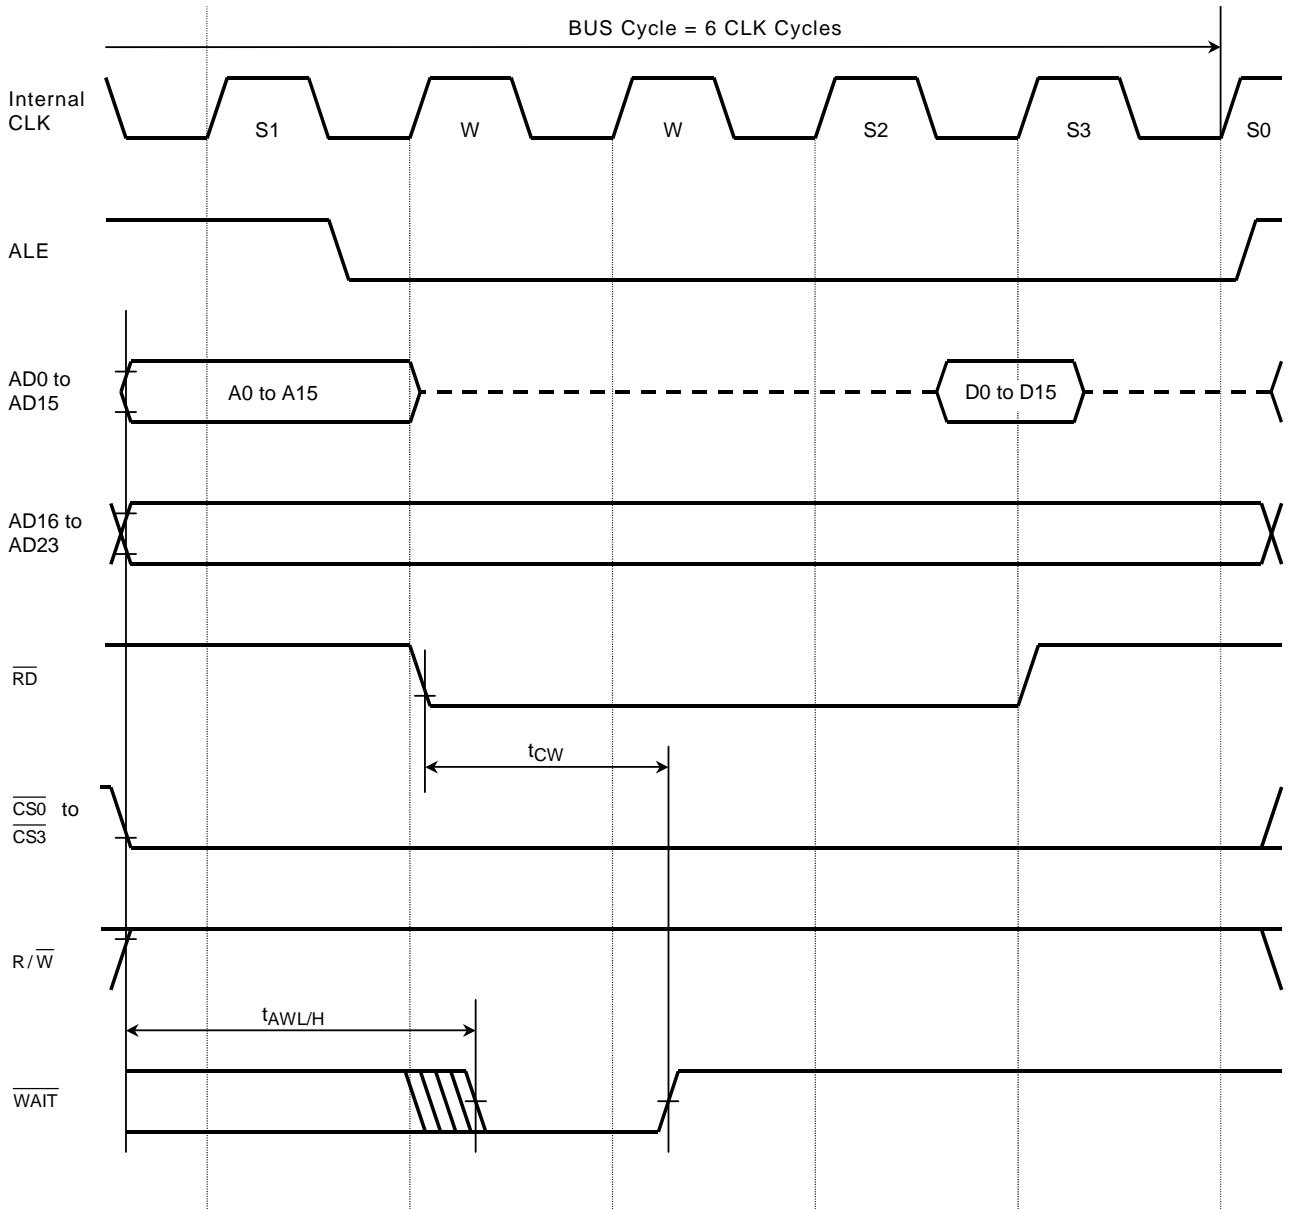 BUS Cycle = 6 CLK Cycles
Internal
CLK
S1
W
W
S2
S3
S0
ALE
AD0 to
AD15
A0 to A15
D0 to D15
AD16 to
AD23
RD
tCW
CS0 to
CS3
R/W
tAWL/H
WAIT